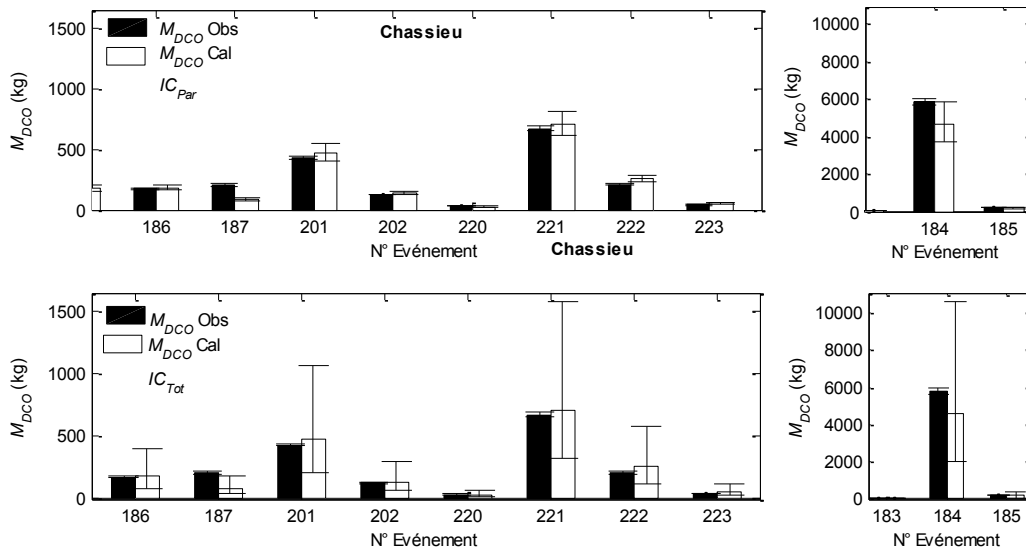 Chassieu
M_DCO Obs
M_DCO Cal
IC_Par
M_DCO (kg)
1500
1000
500
0
186 187 201 202 220 221 222 223
N° Evénement
M_DCO (kg)
10000
8000
6000
4000
2000
0
184 185
Chassieu
M_DCO Obs
M_DCO Cal
IC_Tot
M_DCO (kg)
1500
1000
500
0
186 187 201 202 220 221 222 223
N° Evénement
M_DCO (kg)
10000
8000
6000
4000
2000
0
183 184 185
N° Evénement